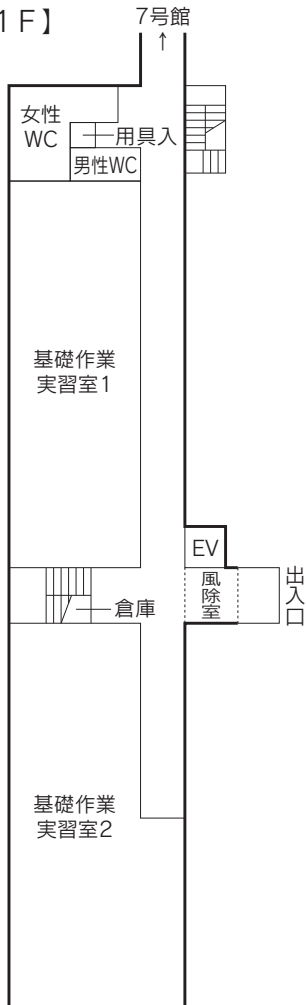 1F】
7号館
↑
女性
WC
用具入
男性WC
基礎作業
実習室1
EV
風除室
出入口
倉庫
基礎作業
実習室2